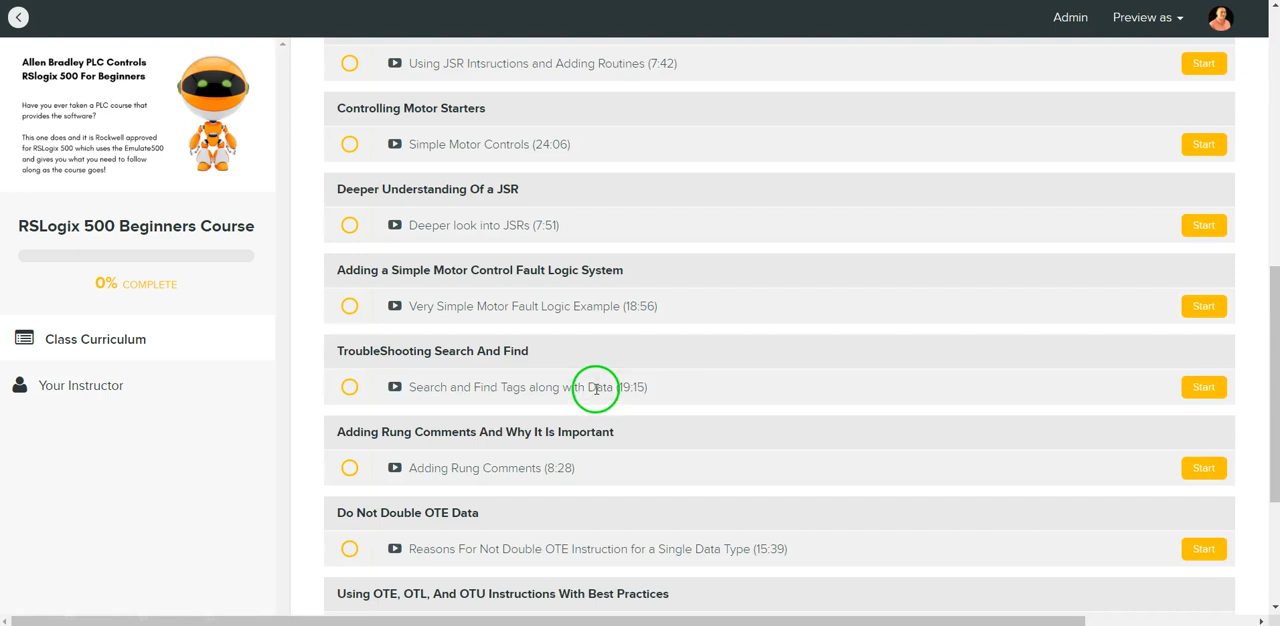 Admin
Preview as
Allen Bradley PLC Controls
RSlogix 500 For Beginners
Have you ever taken a PLC course that
provides the software?
This one does and it is Rockwell approved
for RSLogix 500 which uses the Emulate500
and gives you what you need to follow
along as the course goes!
RSLogix 500 Beginners Course
0% COMPLETE
Class Curriculum
Your Instructor
Using JSR Intsructions and Adding Routines (7:42)
Start
Controlling Motor Starters
Simple Motor Controls (24:06)
Start
Deeper Understanding Of a JSR
Deeper look into JSRs (7:51)
Start
Adding a Simple Motor Control Fault Logic System
Very Simple Motor Fault Logic Example (18:56)
Start
TroubleShooting Search And Find
Search and Find Tags along with Data (19:15)
Start
Adding Rung Comments And Why It Is Important
Adding Rung Comments (8:28)
Start
Do Not Double OTE Data
Reasons For Not Double OTE Instruction for a Single Data Type (15:39)
Start
Using OTE, OTL, And OTU Instructions With Best Practices